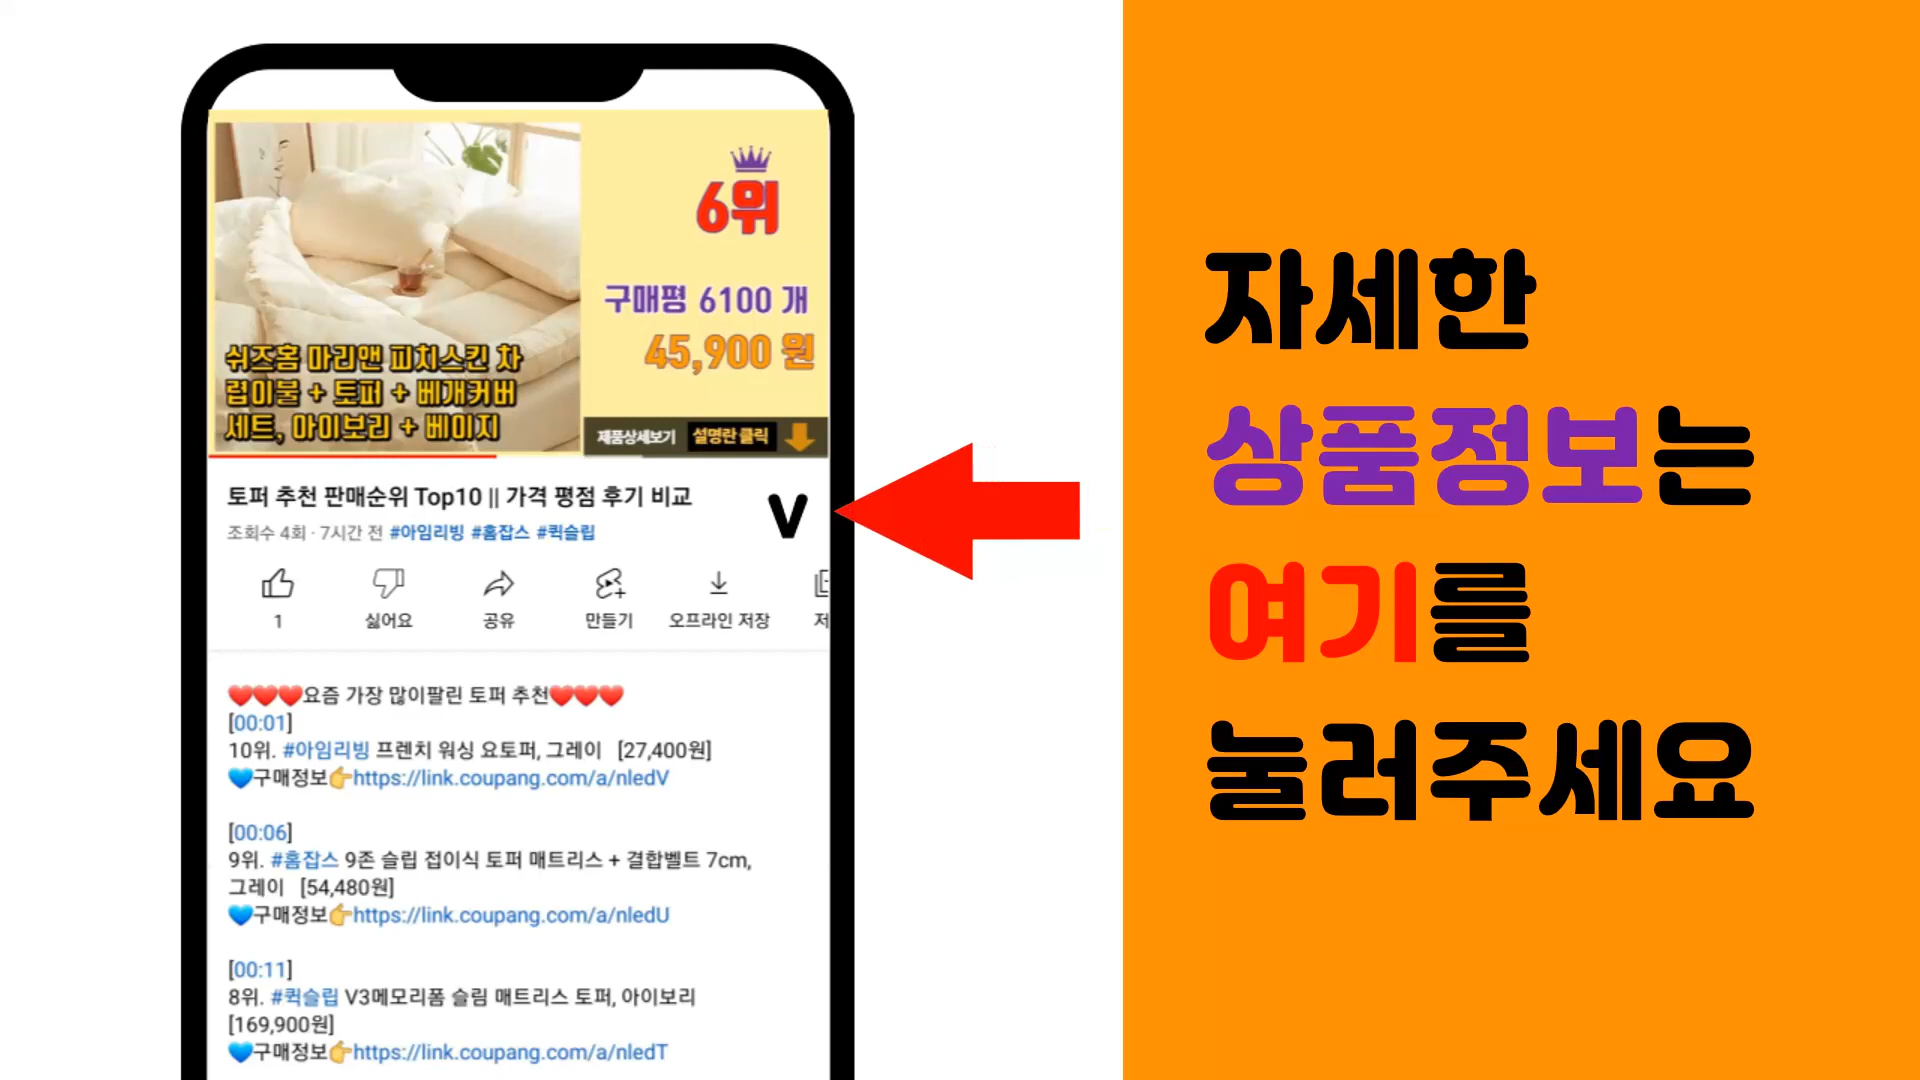 6위
구매평 6100 개
45,900 원
쉬즈홈 마리앤 피치스킨 차
렵이불 + 토퍼 + 베개커버
세트, 아이보리 + 베이지
제품상세보기 설명란 클릭
토퍼 추천 판매순위 Top10 || 가격 평점 후기 비교
V
조회수 4회 · 7시간 전 #아임리빙 #홈잡스 #퀵슬립
1 싫어요 공유 만들기 오프라인 저장 저
❤️❤️❤️요즘 가장 많이팔린 토퍼 추천❤️❤️❤️
[00:01]
10위. #아임리빙 프렌치 워싱 요토퍼, 그레이 [27,400원]
💙구매정보👉https://link.coupang.com/a/nledV
[00:06]
9위. #홈잡스 9존 슬립 접이식 토퍼 매트리스 + 결합벨트 7cm,
그레이 [54,480원]
💙구매정보👉https://link.coupang.com/a/nledU
[00:11]
8위. #퀵슬립 V3메모리폼 슬림 매트리스 토퍼, 아이보리
[169,900원]
💙구매정보👉https://link.coupang.com/a/nledT
자세한
상품정보는
여기를
눌러주세요